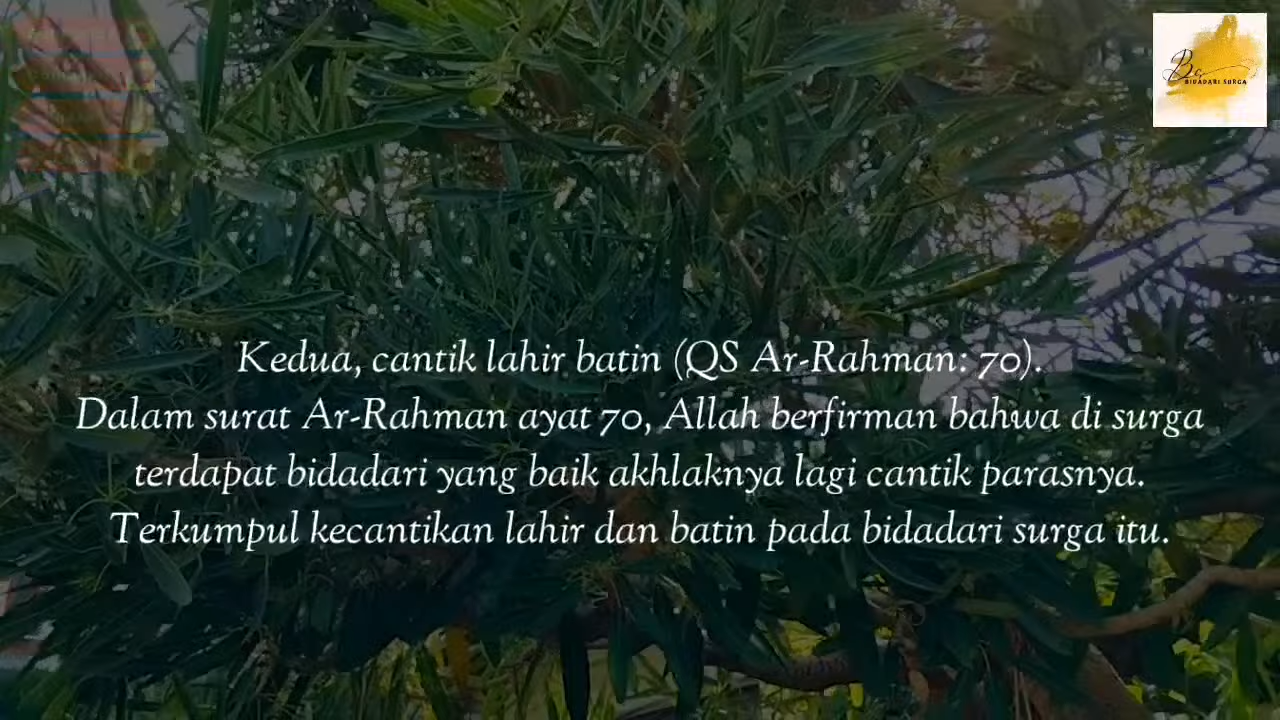 BIDADARI SURGA
Kedua, cantik lahir batin (QS Ar-Rahman: 70).
Dalam surat Ar-Rahman ayat 70, Allah berfirman bahwa di surga
terdapat bidadari yang baik akhlaknya lagi cantik parasnya.
Terkumpul kecantikan lahir dan batin pada bidadari surga itu.